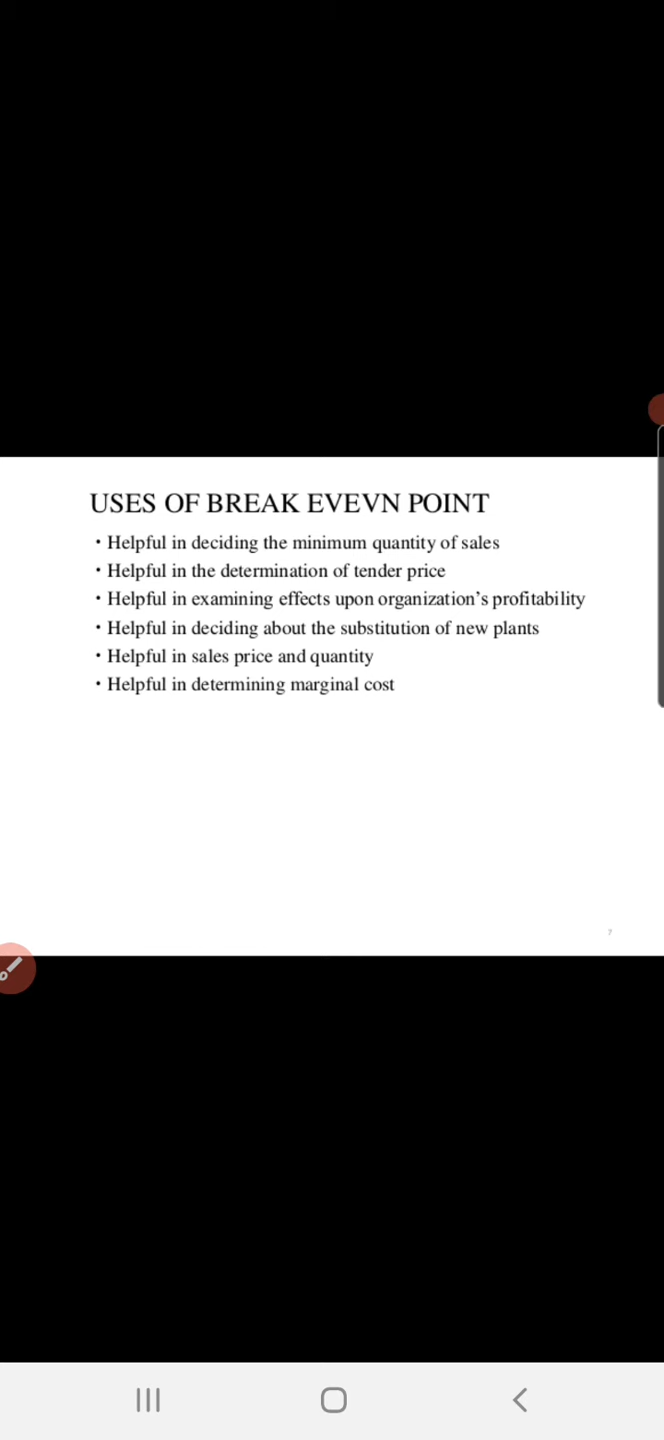 USES OF BREAK EVEVN POINT
• Helpful in deciding the minimum quantity of sales
• Helpful in the determination of tender price
• Helpful in examining effects upon organization’s profitability
• Helpful in deciding about the substitution of new plants
• Helpful in sales price and quantity
• Helpful in determining marginal cost
7